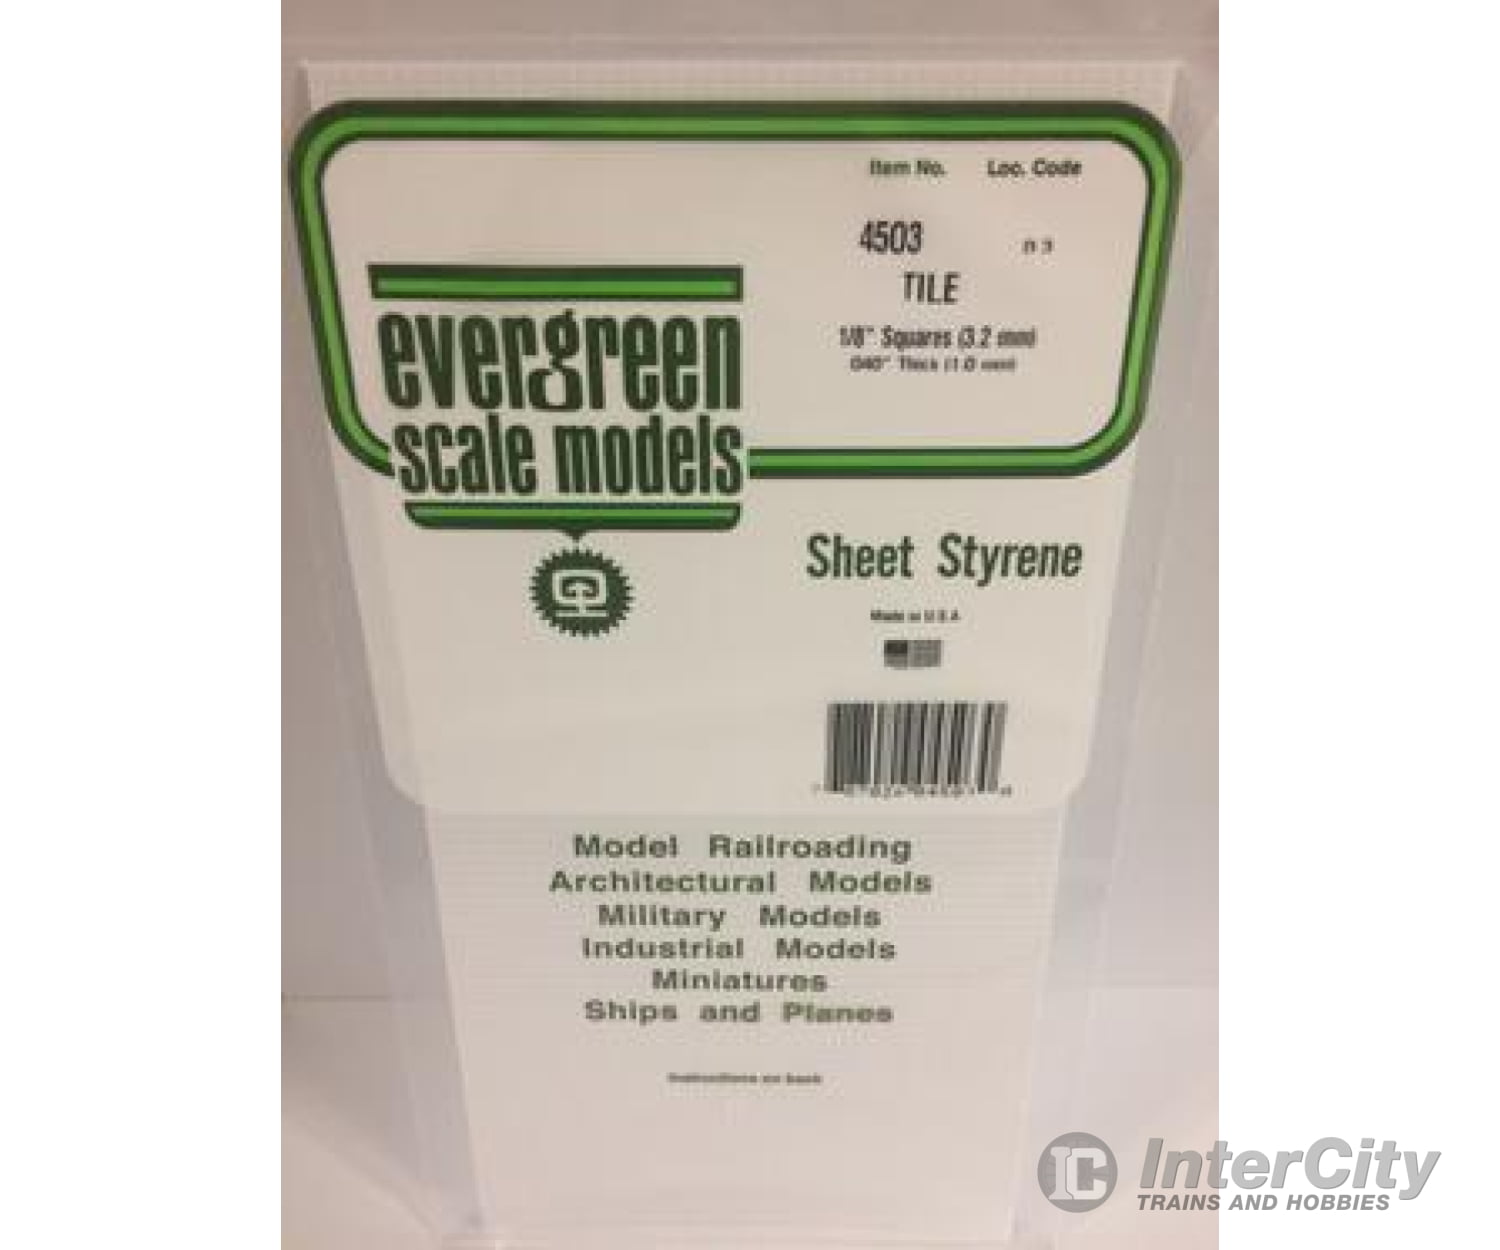 Item No. Loc. Code
4503
TILE
1/8" Squares (3.2 mm)
.040" Thick (1.0 mm)
evergreen
scale models
Sheet Styrene
Made in U.S.A
Model Railroading
Architectural Models
Military Models
Industrial Models
Miniatures
Ships and Planes
Instructions on back
IC InterCity
TRAINS AND HOBBIES